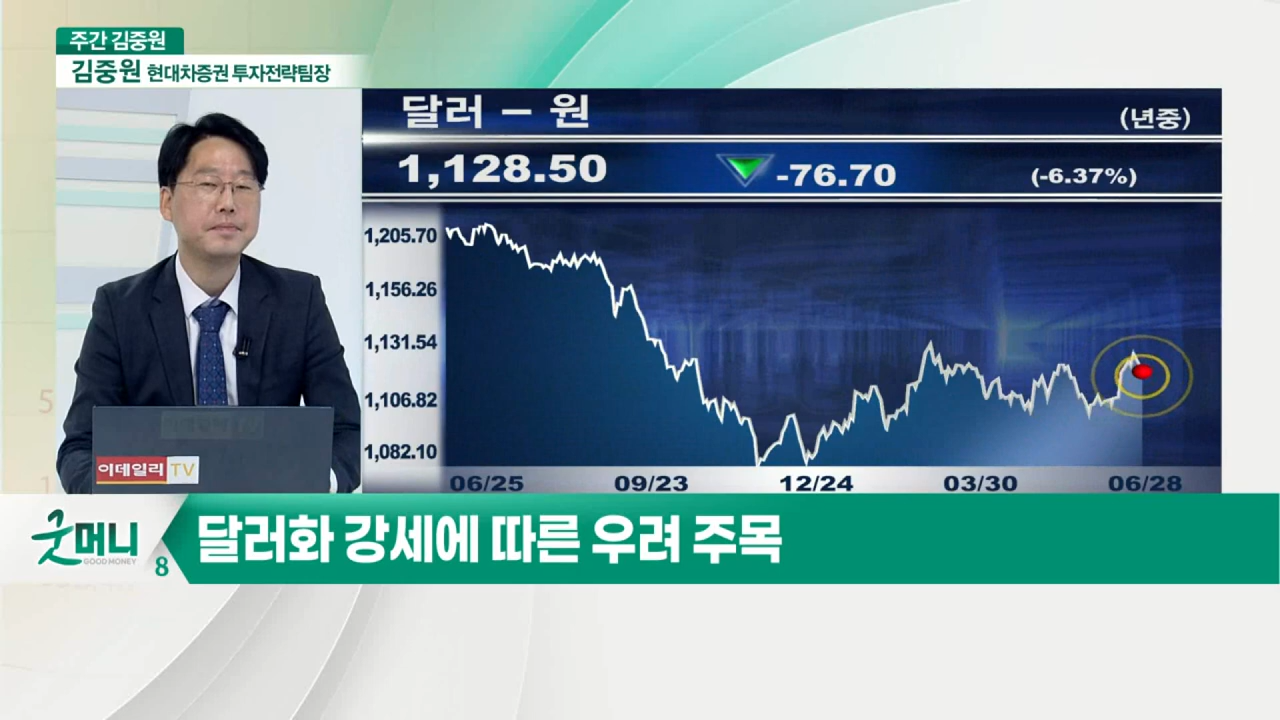 주간 김중원
김중원 현대차증권 투자전략팀장
달러 – 원
(년중)
1,128.50
-76.70
(-6.37%)
1,205.70
1,156.26
1,131.54
1,106.82
1,082.10
06/25
09/23
12/24
03/30
06/28
이데일리 TV
굿머니
GOOD MONEY
8
달러화 강세에 따른 우려 주목